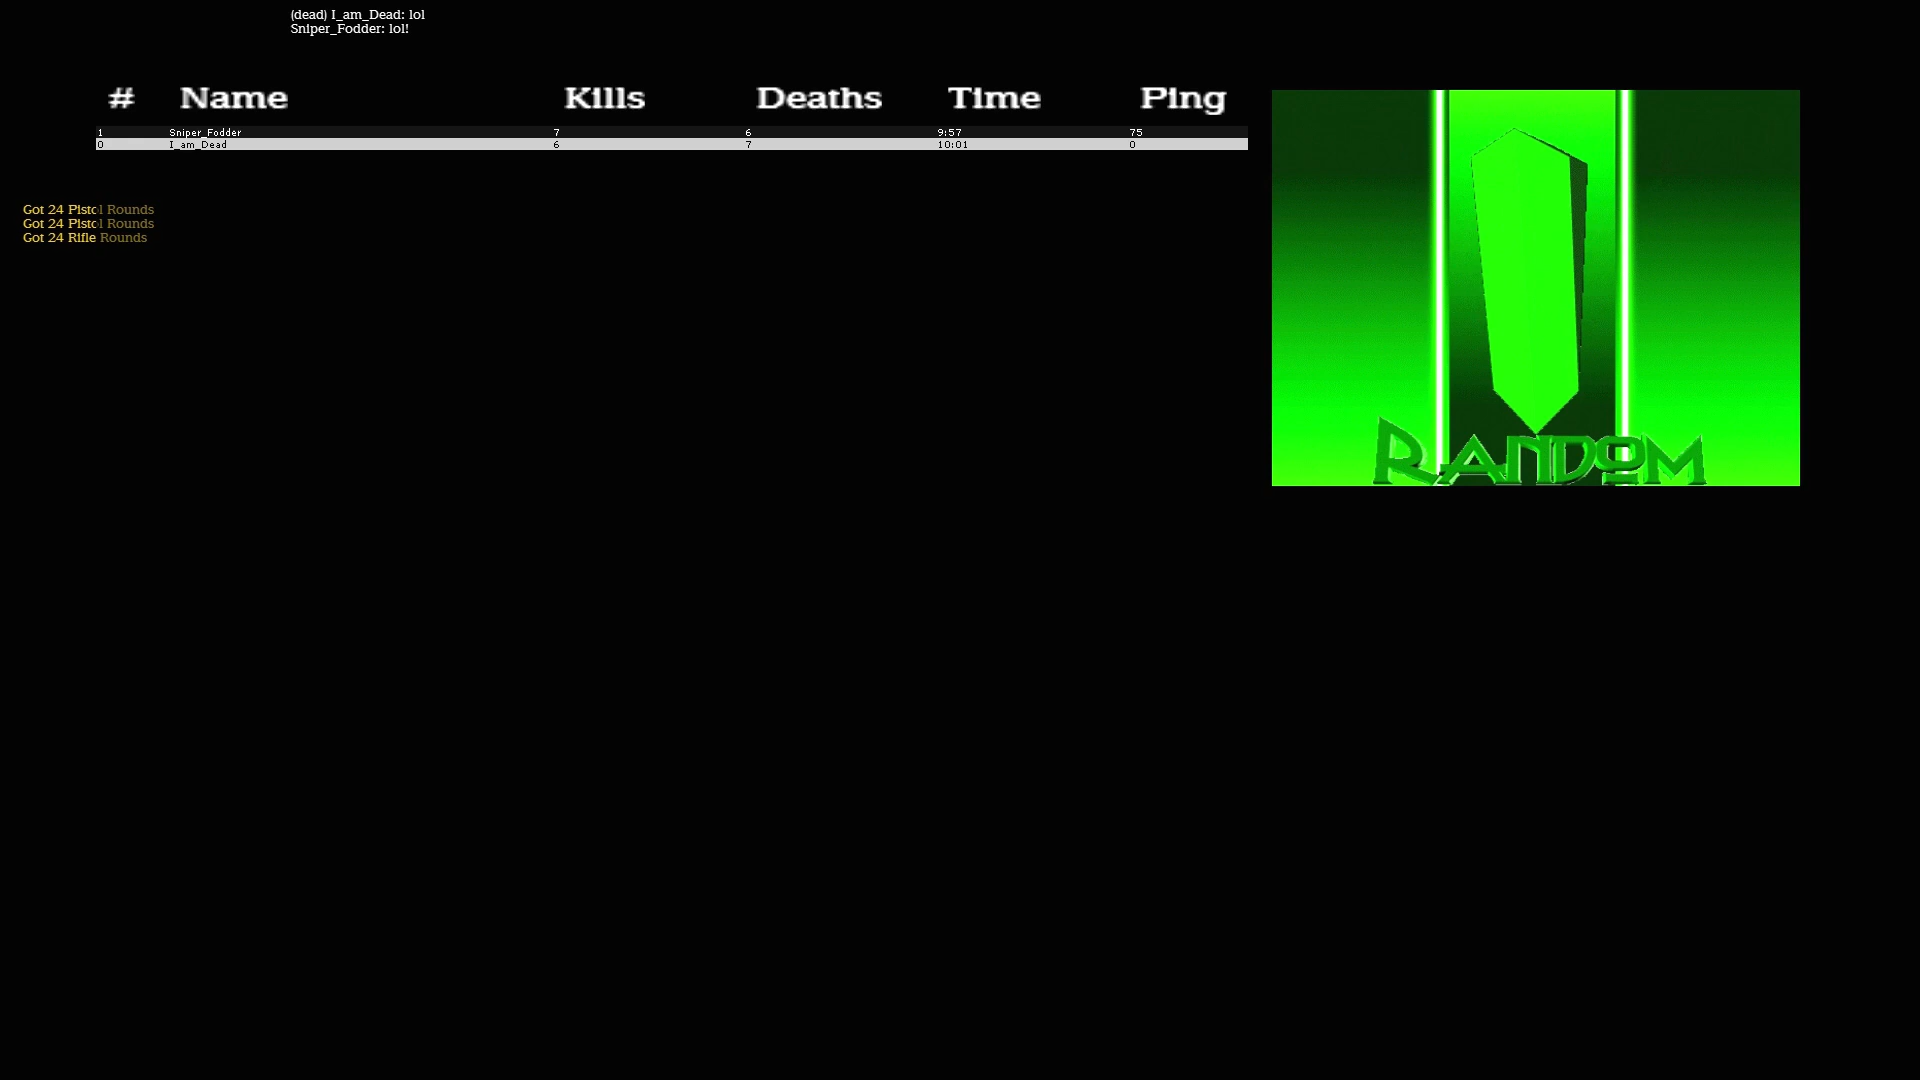 (dead) I_am_Dead: lol
Sniper_Fodder: lol!
# Name Kills Deaths Time Ping
1 Sniper_Fodder 7 6 9:57 75
0 I_am_Dead 6 7 10:01 0
Got 24 Pistol Rounds
Got 24 Pistol Rounds
Got 24 Rifle Rounds
RANDOM